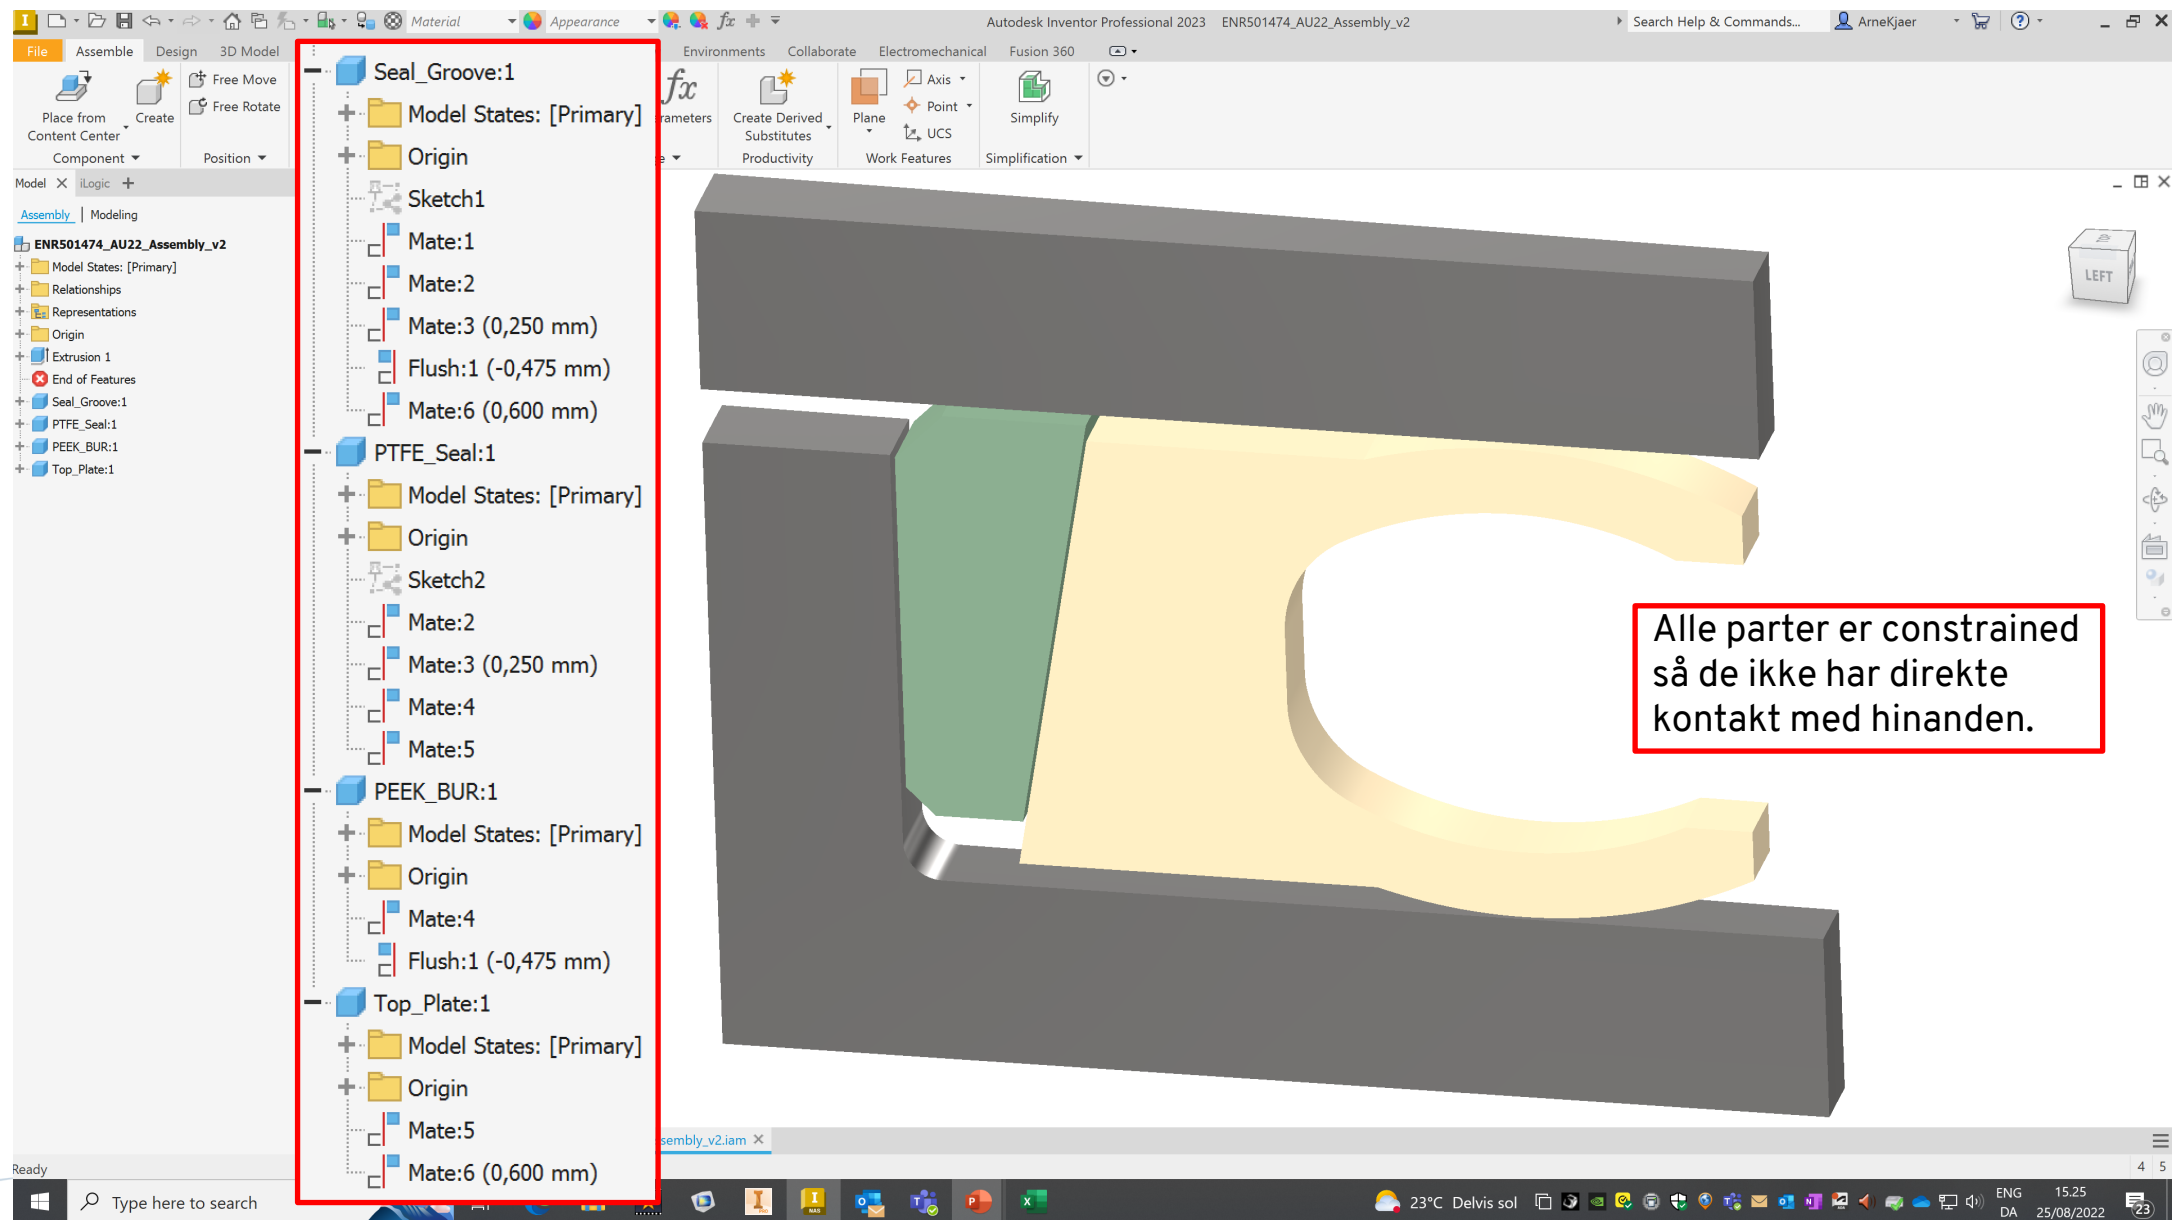 Material
Appearance
fx
Autodesk Inventor Professional 2023 ENR501474_AU22_Assembly_v2
Search Help & Commands...
ArneKjaer
File
Assemble
Design
3D Model
Environments
Collaborate
Electromechanical
Fusion 360
Place from
Content Center
Create
Free Move
Free Rotate
fx
rameters
Create Derived
Substitutes
Plane
Axis
Point
UCS
Simplify
Component
Position
Productivity
Work Features
Simplification
Model
iLogic
Assembly | Modeling
ENR501474_AU22_Assembly_v2
Model States: [Primary]
Relationships
Representations
Origin
Extrusion 1
End of Features
Seal_Groove:1
PTFE_Seal:1
PEEK_BUR:1
Top_Plate:1
Seal_Groove:1
Model States: [Primary]
Origin
Sketch1
Mate:1
Mate:2
Mate:3 (0,250 mm)
Flush:1 (-0,475 mm)
Mate:6 (0,600 mm)
PTFE_Seal:1
Model States: [Primary]
Origin
Sketch2
Mate:2
Mate:3 (0,250 mm)
Mate:4
Mate:5
PEEK_BUR:1
Model States: [Primary]
Origin
Mate:4
Flush:1 (-0,475 mm)
Top_Plate:1
Model States: [Primary]
Origin
Mate:5
Mate:6 (0,600 mm)
LEFT
Alle parter er constrained
så de ikke har direkte
kontakt med hinanden.
sembly_v2.iam
Ready
4 5
Type here to search
23°C Delvis sol
ENG
DA
15.25
25/08/2022
23